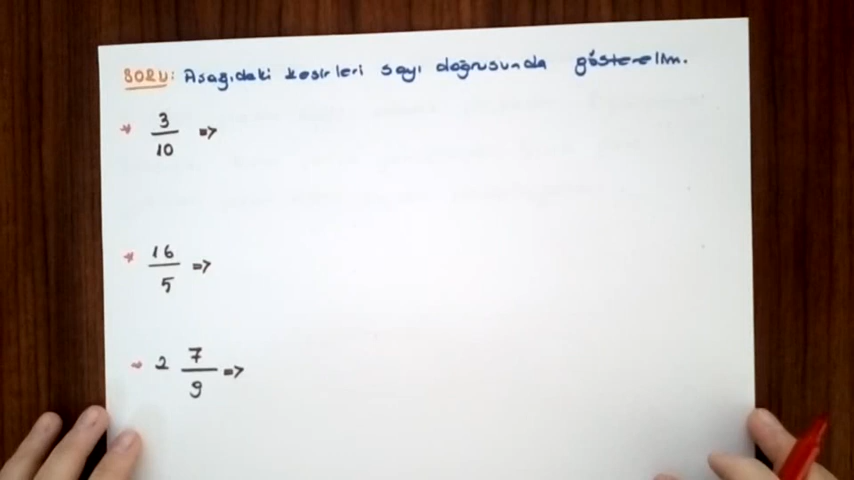 SORU: Aşağıdaki kesirleri sayı doğrusunda gösterelim.
* 3/10 =>
* 16/5 =>
→ 2 7/9 =>